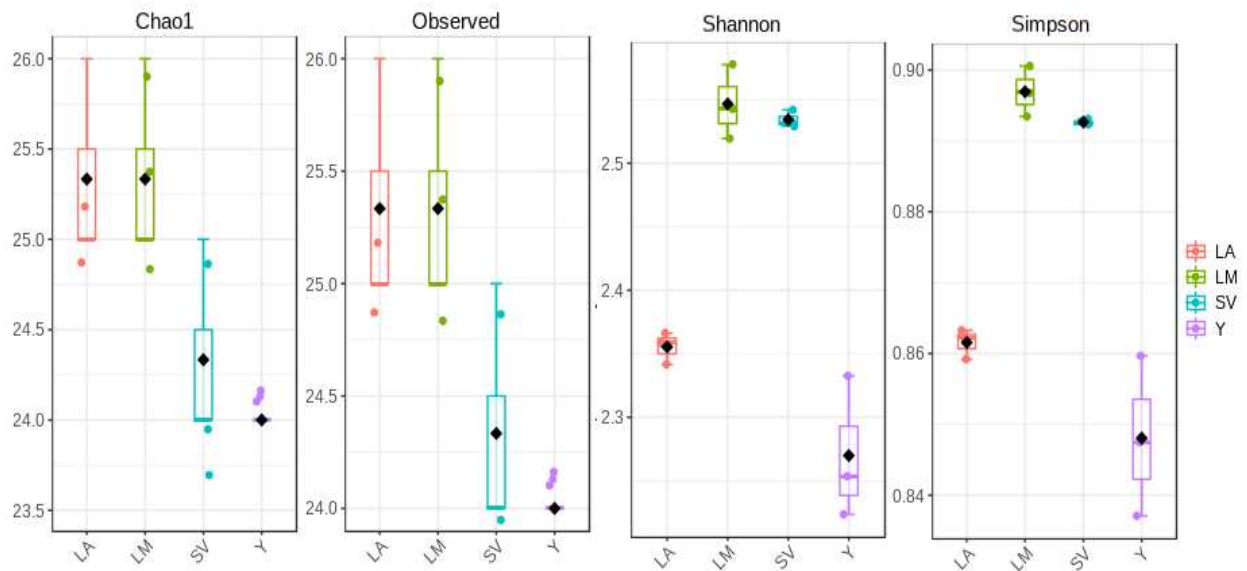 Chao1
26.0
25.5
25.0
24.5
24.0
23.5
LA
LM
SV
Y
Observed
26.0
25.5
25.0
24.5
24.0
LA
LM
SV
Y
Shannon
2.5
2.4
2.3
LA
LM
SV
Y
Simpson
0.90
0.88
0.86
0.84
LA
LM
SV
Y
LA
LM
SV
Y